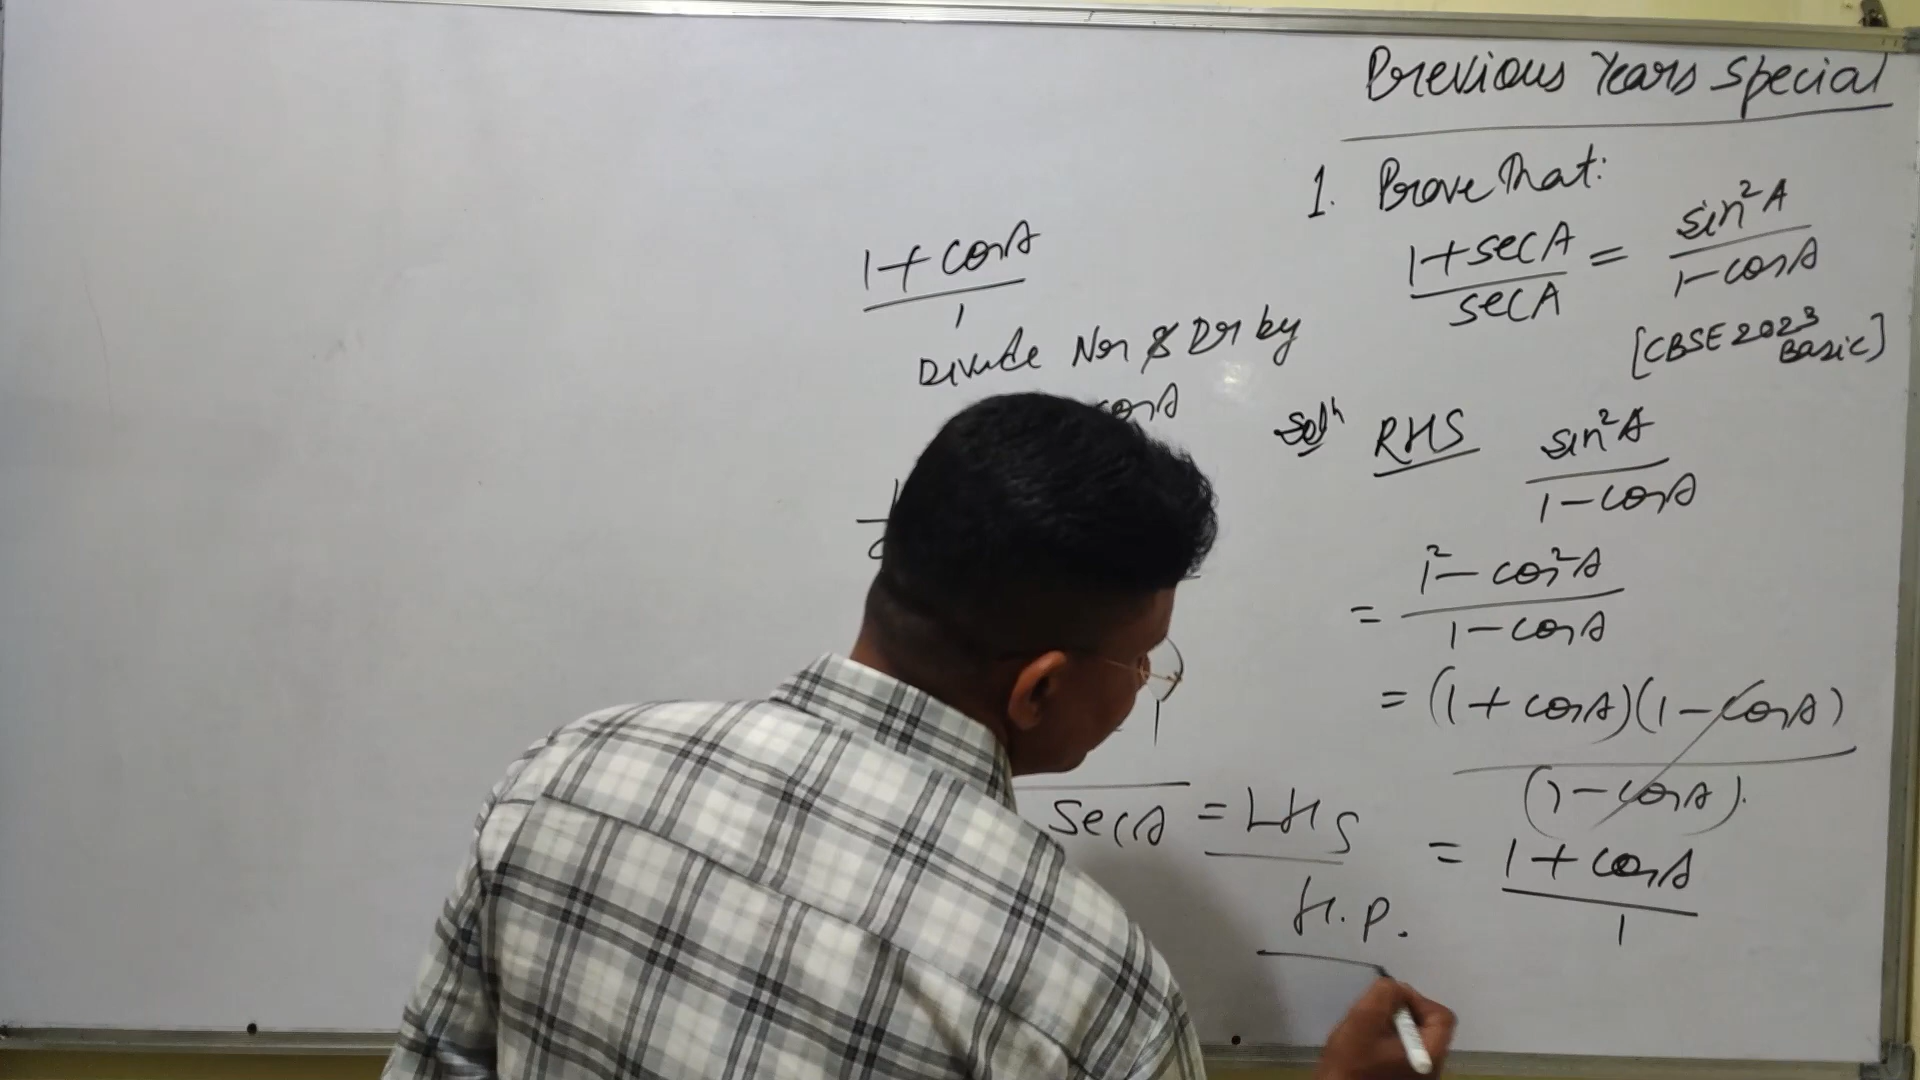 Previous Years Special
1. Prove that:
1+secA/secA = sin²A/1-cosA
[CBSE 2023 Basic]
Solⁿ RHS sin²A/1-cosA
= 1²-cos²A/1-cosA
= (1+cosA)(1-cosA)/(1-cosA).
= 1+cosA/1
1+cosA/1
Divide Nr & Dr by
cosA
1
secA = LHS
H.P.